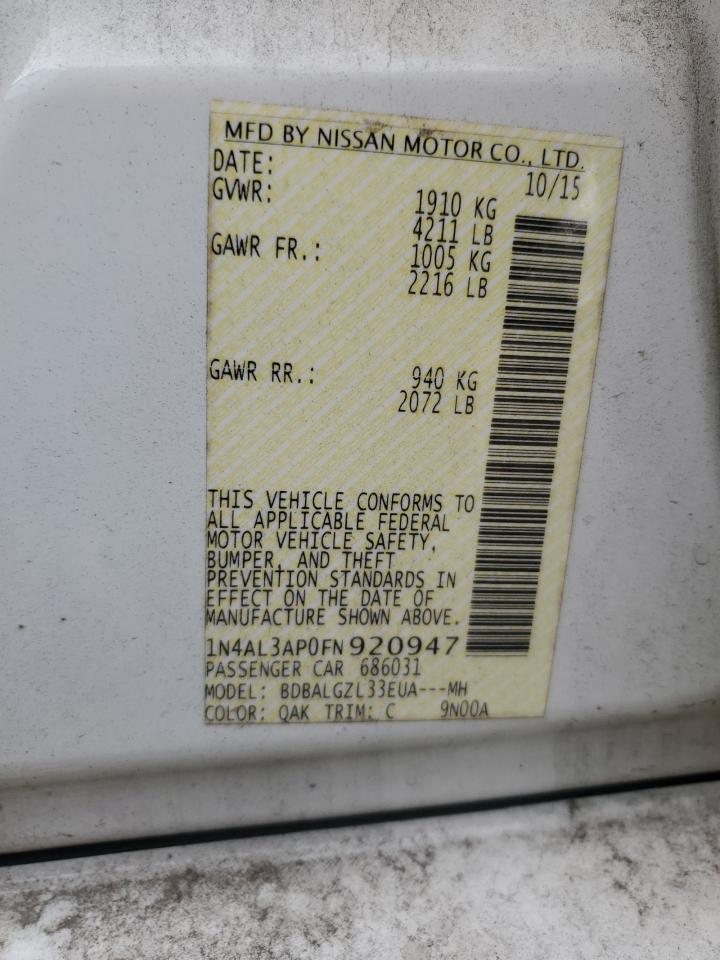 MFD BY NISSAN MOTOR CO., LTD.
DATE: 10/15
GVWR: 1910 KG
4211 LB
GAWR FR.: 1005 KG
2216 LB
GAWR RR.: 940 KG
2072 LB
THIS VEHICLE CONFORMS TO
ALL APPLICABLE FEDERAL
MOTOR VEHICLE SAFETY,
BUMPER, AND THEFT
PREVENTION STANDARDS IN
EFFECT ON THE DATE OF
MANUFACTURE SHOWN ABOVE.
1N4AL3AP0FN920947
PASSENGER CAR 686031
MODEL: BDBALGZL33EUA---MH
COLOR: QAK TRIM: C 9N00A